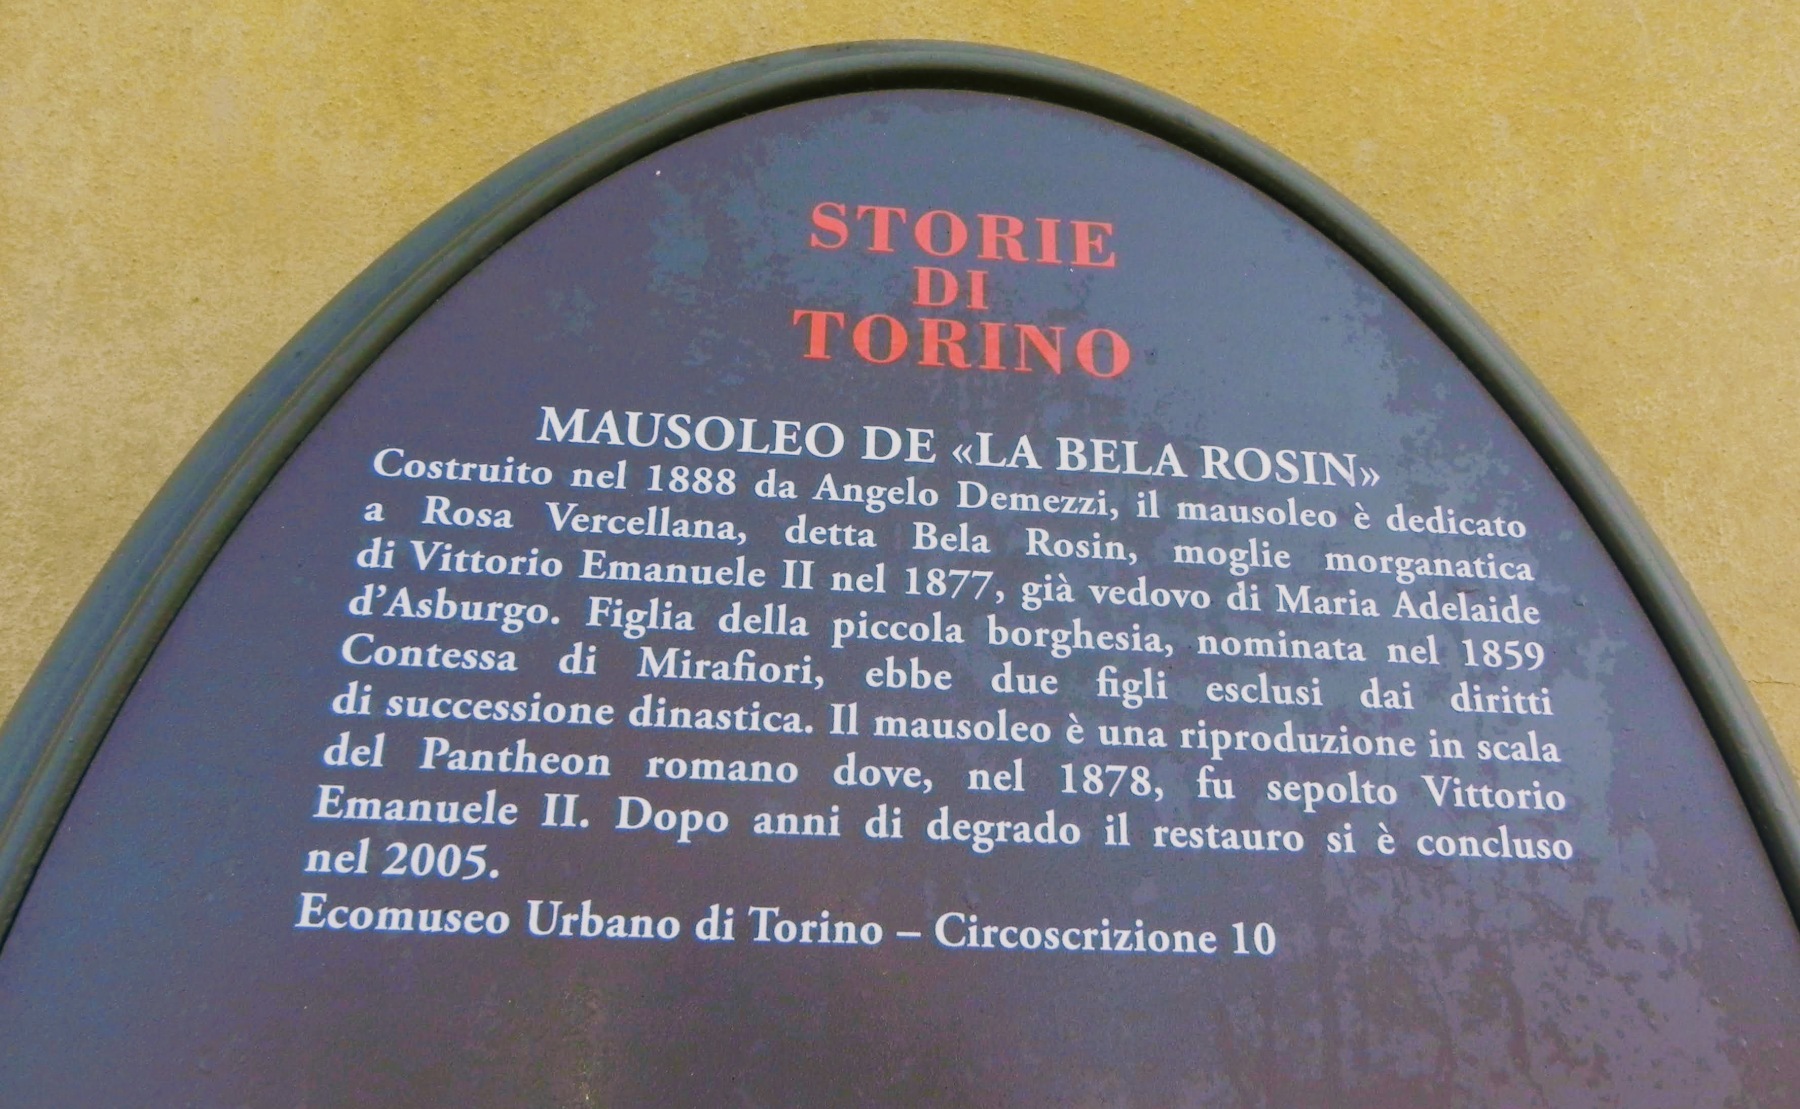 STORIE
DI
TORINO
MAUSOLEO DE «LA BELA ROSIN»
Costruito nel 1888 da Angelo Demezzi, il mausoleo è dedicato
a Rosa Vercellana, detta Bela Rosin, moglie morganatica
di Vittorio Emanuele II nel 1877, già vedovo di Maria Adelaide
d'Asburgo. Figlia della piccola borghesia, nominata nel 1859
Contessa di Mirafiori, ebbe due figli esclusi dai diritti
di successione dinastica. Il mausoleo è una riproduzione in scala
del Pantheon romano dove, nel 1878, fu sepolto Vittorio
Emanuele II. Dopo anni di degrado il restauro si è concluso
nel 2005.
Ecomuseo Urbano di Torino – Circoscrizione 10